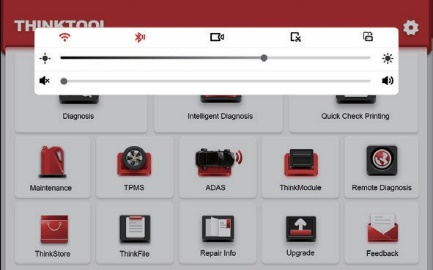 THINKTOOL
Diagnosis
Intelligent Diagnosis
Quick Check Printing
Maintenance
TPMS
ADAS
ThinkModule
Remote Diagnosis
ThinkStore
ThinkFile
Repair Info
Upgrade
Feedback